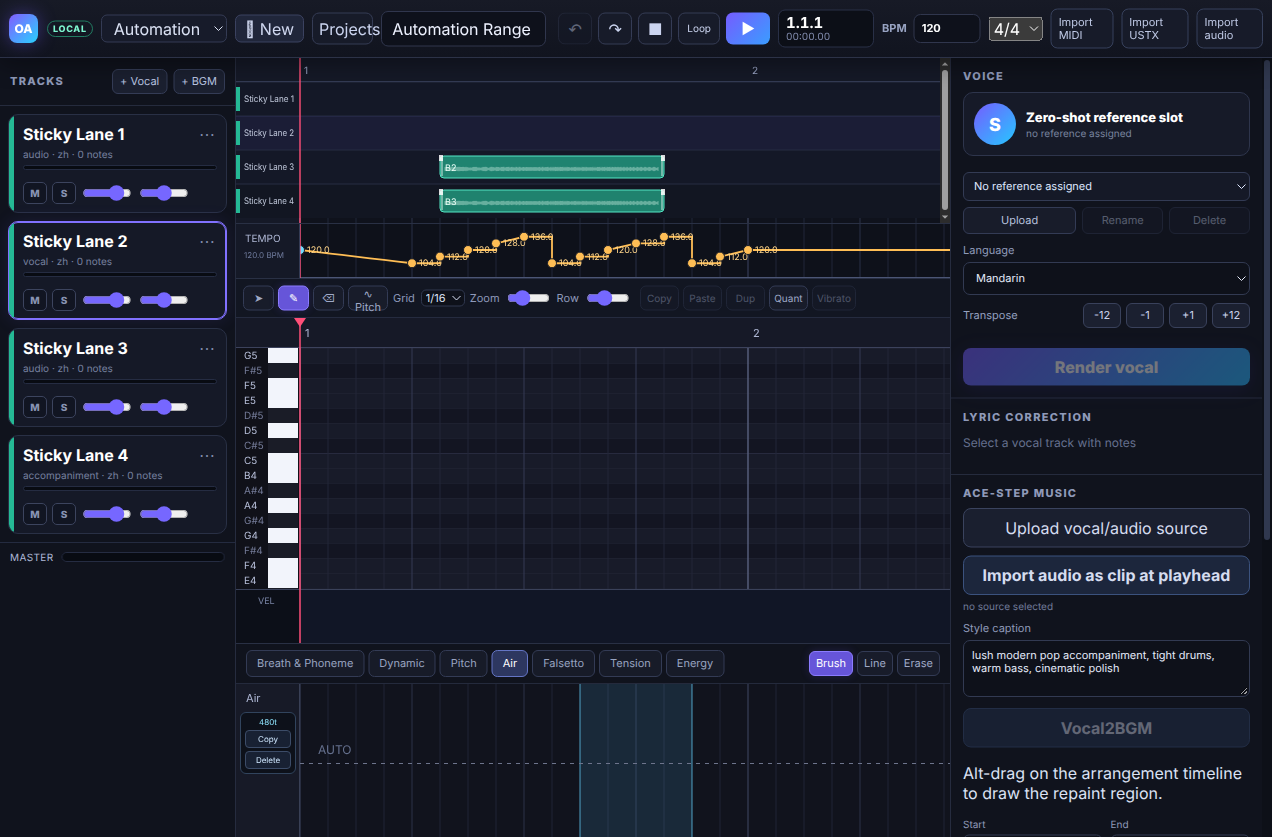 OA LOCAL Automation New Projects Automation Range Loop 1.1.1 BPM 120 4/4 Import MIDI Import USTX Import audio
00:00.00
TRACKS + Vocal + BGM
Sticky Lane 1 ...
audio · zh · 0 notes
M S
Sticky Lane 2 ...
vocal · zh · 0 notes
M S
Sticky Lane 3 ...
audio · zh · 0 notes
M S
Sticky Lane 4 ...
accompaniment · zh · 0 notes
M S
MASTER
1 2
Sticky Lane 1
Sticky Lane 2
Sticky Lane 3 B2
Sticky Lane 4 B3
TEMPO
120.0 BPM
120.0 104.0 112.0 120.0 128.0 136.0 104.0 112.0 120.0 128.0 136.0 104.0 112.0 120.0
Pitch Grid 1/16 Zoom Row Copy Paste Dup Quant Vibrato
1 2
G5
F#5
F5
E5
D#5
D5
C#5
C5
B4
A#4
A4
G#4
G4
F#4
F4
E4
VEL
Breath & Phoneme Dynamic Pitch Air Falsetto Tension Energy Brush Line Erase
Air
480t
Copy
Delete
AUTO
VOICE
S Zero-shot reference slot
no reference assigned
No reference assigned
Upload Rename Delete
Language
Mandarin
Transpose -12 -1 +1 +12
Render vocal
LYRIC CORRECTION
Select a vocal track with notes
ACE-STEP MUSIC
Upload vocal/audio source
Import audio as clip at playhead
no source selected
Style caption
lush modern pop accompaniment, tight drums,
warm bass, cinematic polish
Vocal2BGM
Alt-drag on the arrangement timeline
to draw the repaint region.
Start End